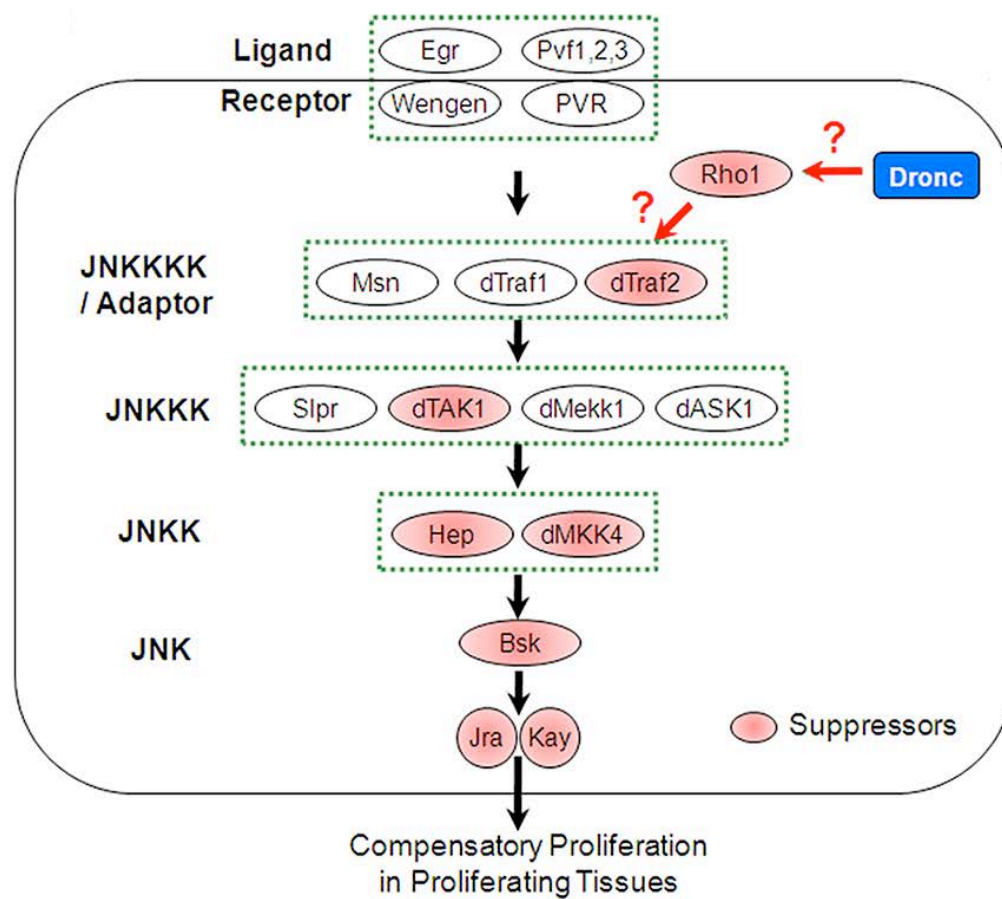 Ligand
Egr
Pvf1,2,3
Receptor
Wengen
PVR
?
Rho1
Dronc
?
JNKKKK
/ Adaptor
Msn
dTraf1
dTraf2
JNKKK
Slpr
dTAK1
dMekk1
dASK1
JNKK
Hep
dMKK4
JNK
Bsk
Jra
Kay
Suppressors
Compensatory Proliferation
in Proliferating Tissues